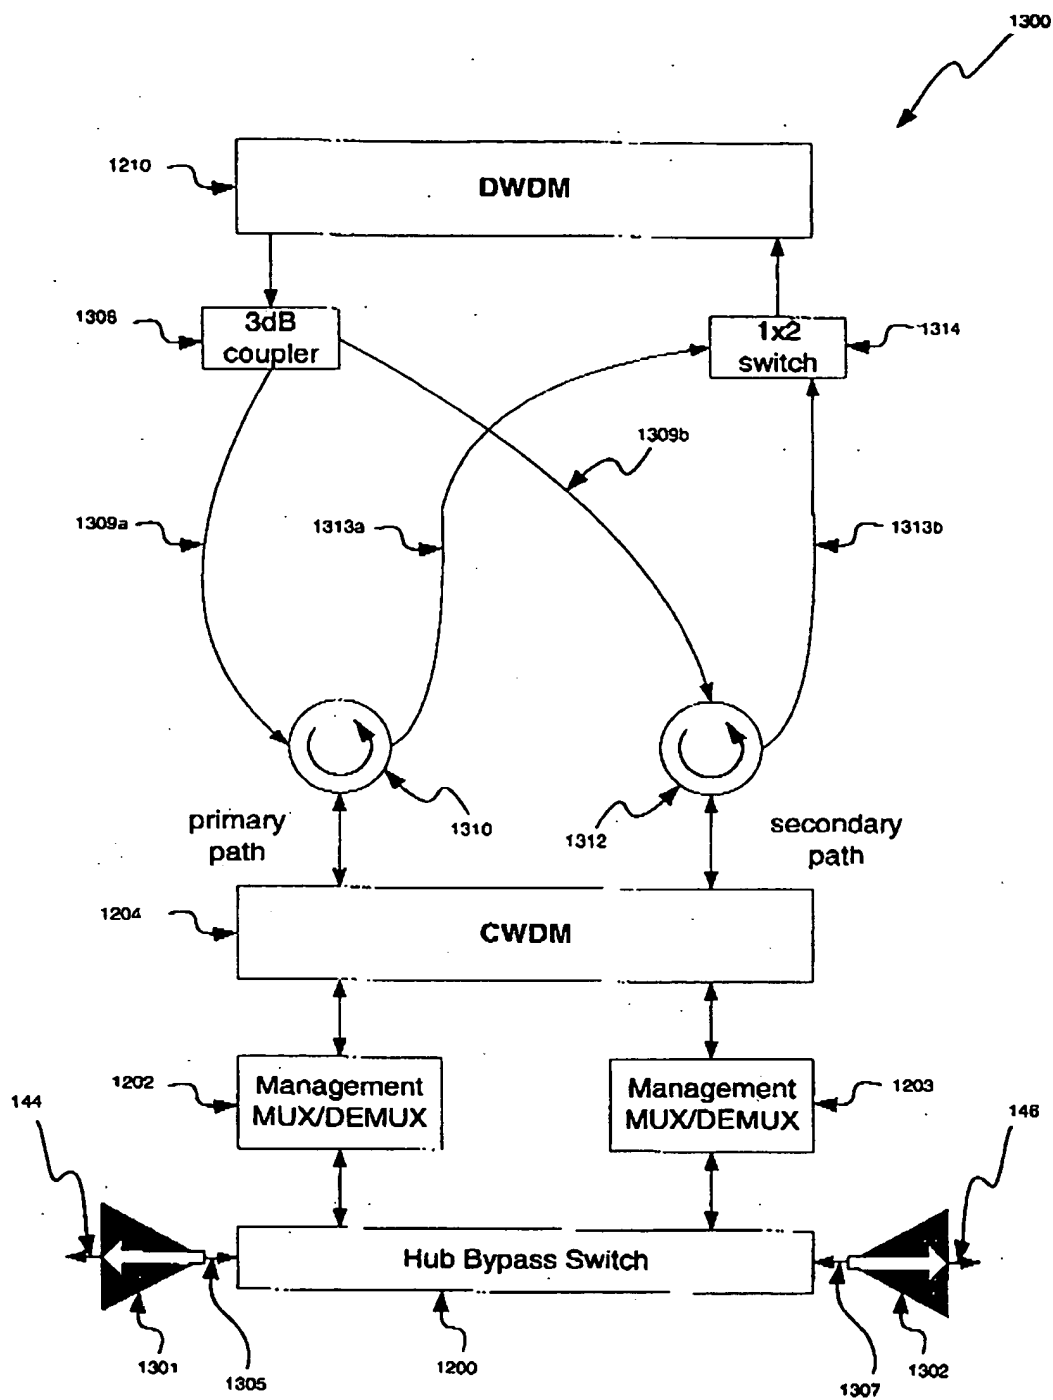 1300
1210
DWDM
1308
3dB
coupler
1x2
switch
1314
1309b
1309a
1313a
1313b
primary
path
1310
1312
secondary
path
1204
CWDM
1202
Management
MUX/DEMUX
Management
MUX/DEMUX
1203
144
146
Hub Bypass Switch
1301
1305
1200
1307
1302